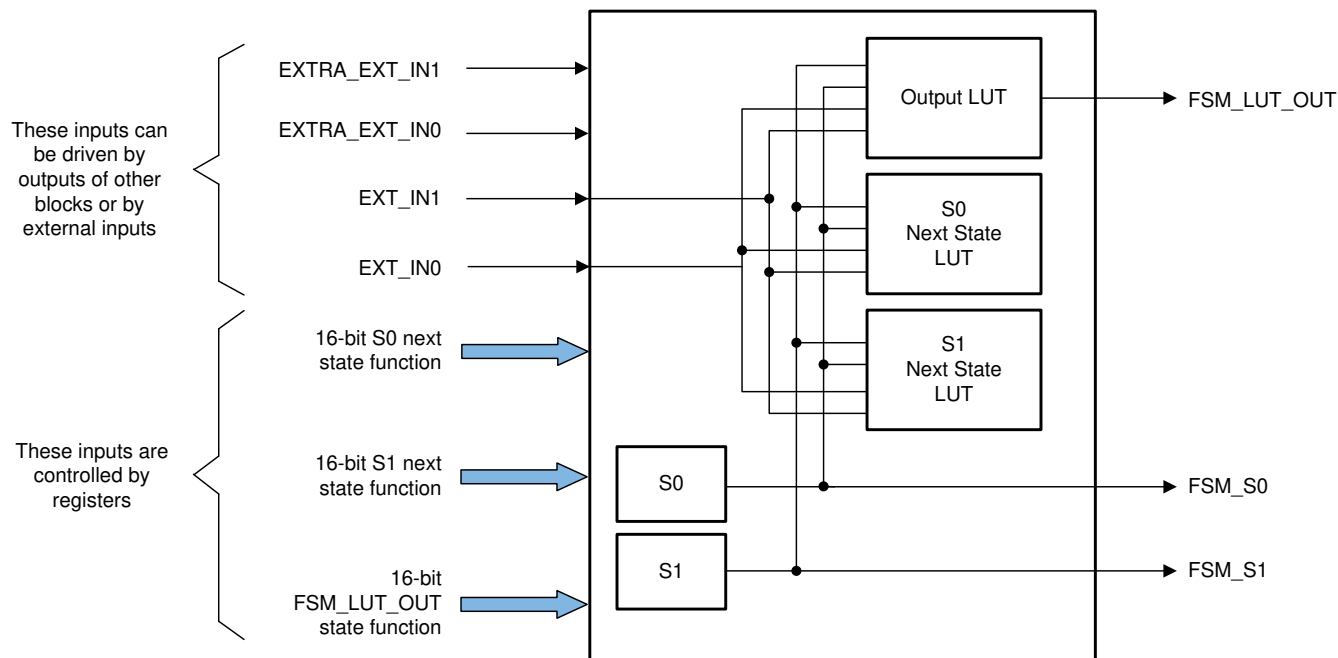 These inputs can
be driven by
outputs of other
blocks or by
external inputs
EXTRA_EXT_IN1
EXTRA_EXT_IN0
EXT_IN1
EXT_IN0
These inputs are
controlled by
registers
16-bit S0 next
state function
16-bit S1 next
state function
16-bit
FSM_LUT_OUT
state function
Output LUT
S0
Next State
LUT
S1
Next State
LUT
S0
S1
FSM_LUT_OUT
FSM_S0
FSM_S1